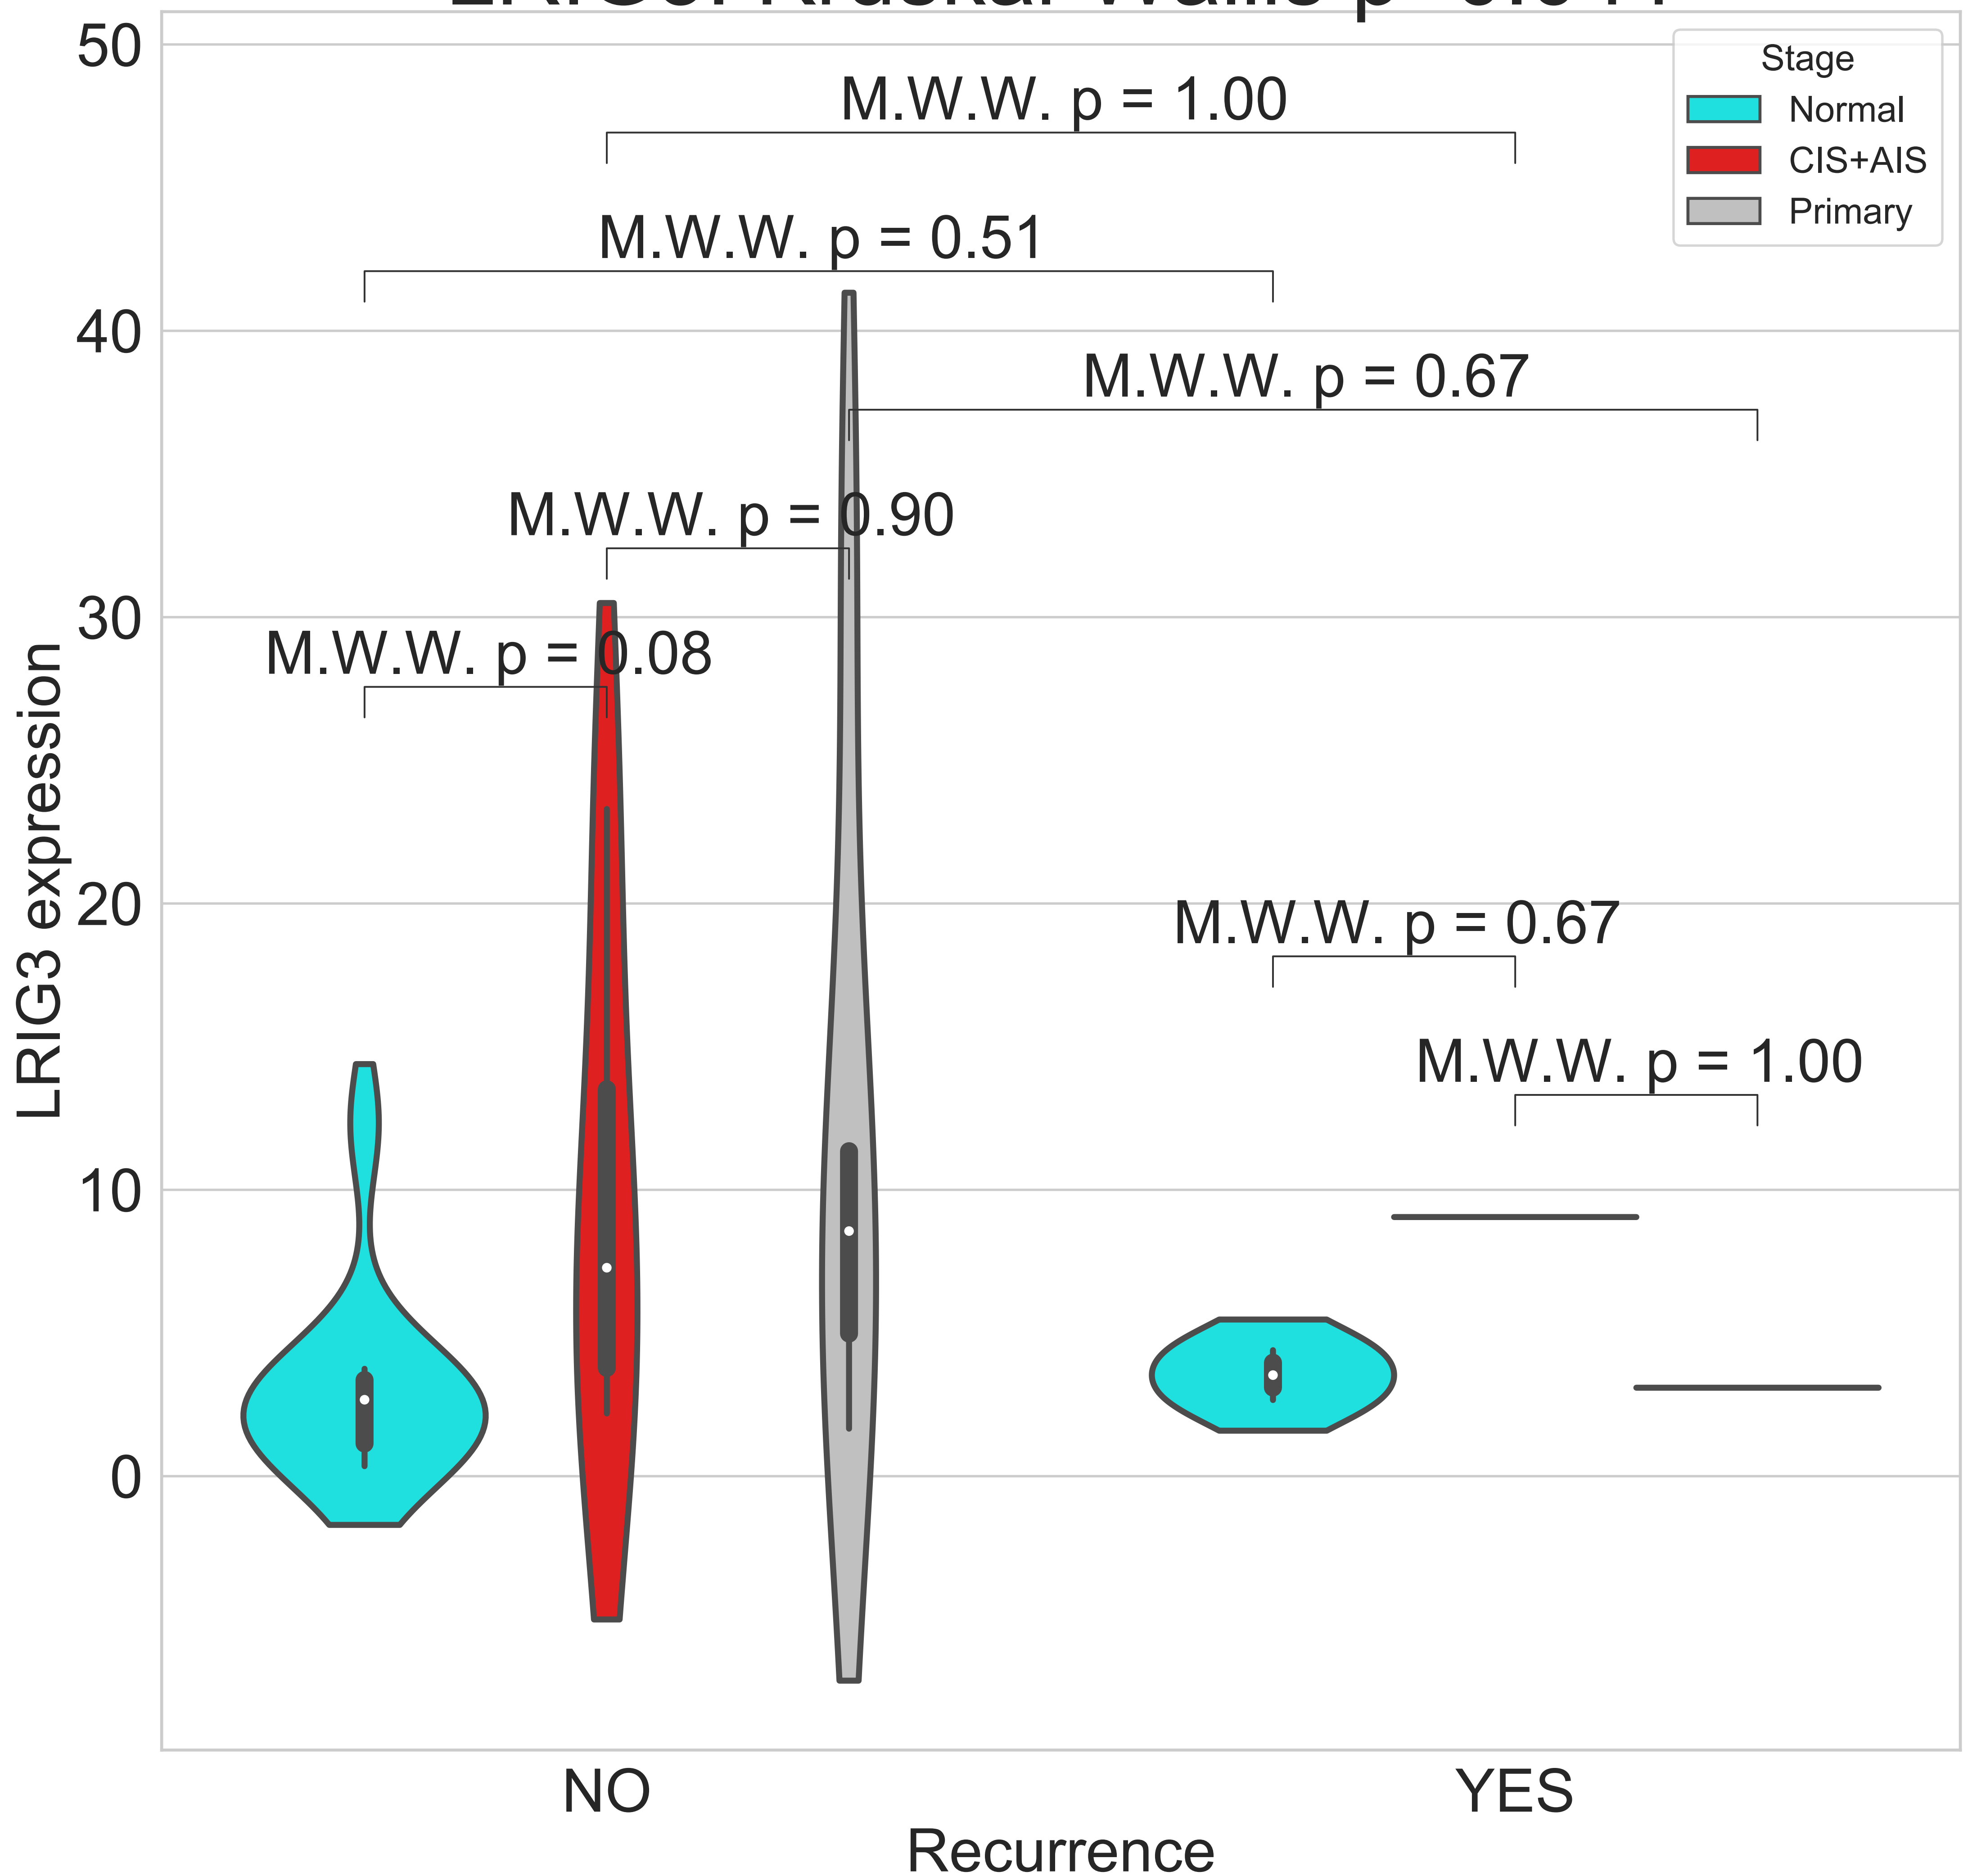 50
Stage
Normal
CIS+AIS
Primary
M.W.W. p = 1.00
M.W.W. p = 0.51
40
M.W.W. p = 0.67
M.W.W. p = 0.90
30
M.W.W. p = 0.08
LRIG3 expression
20
M.W.W. p = 0.67
M.W.W. p = 1.00
10
0
NO
YES
Recurrence